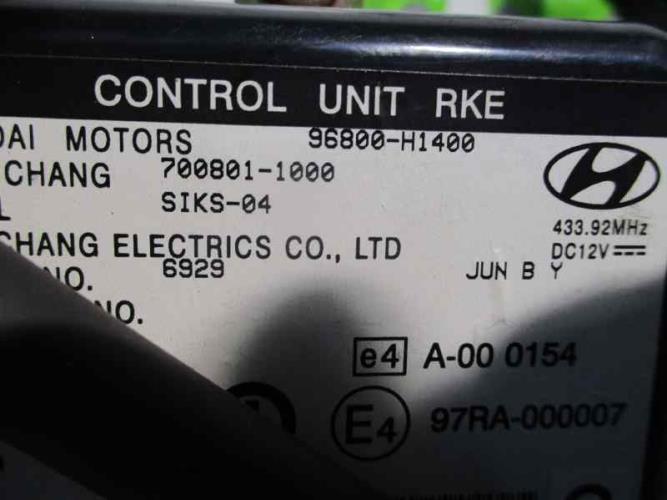 CONTROL UNIT RKE
DAI MOTORS 96800-H1400
CHANG 700801-1000
L SIKS-04
433.92MHz
CHANG ELECTRICS CO., LTD DC12V
NO. 6929 JUN B Y
NO.
e4 A-00 0154
E4 97RA-000007